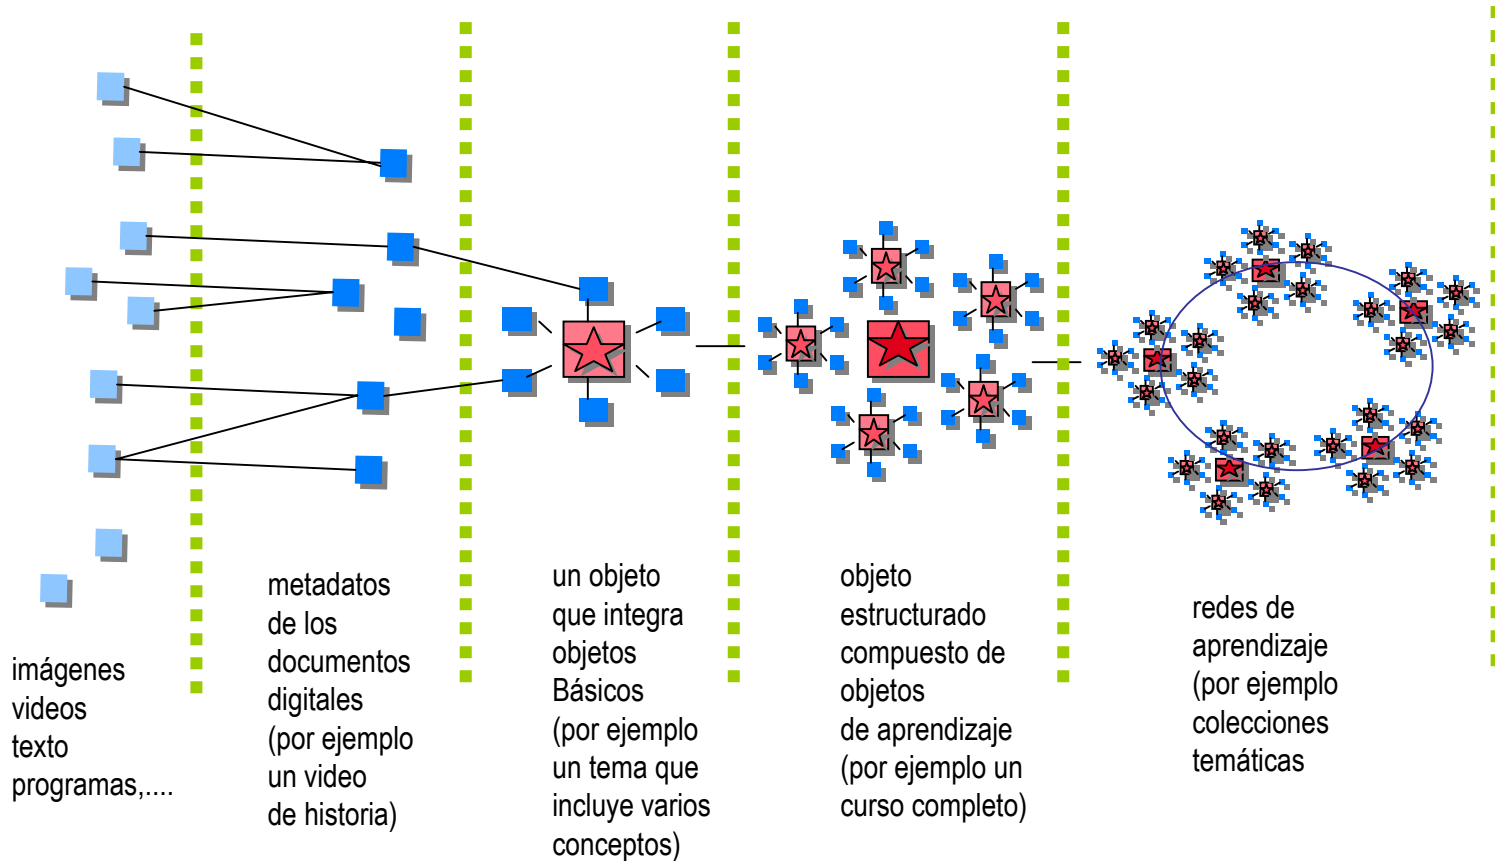 imágenes
videos
texto
programas,....
metadatos
de los
documentos
digitales
(por ejemplo
un video
de historia)
un objeto
que integra
objetos
Básicos
(por ejemplo
un tema que
incluye varios
conceptos)
objeto
estructurado
compuesto de
objetos
de aprendizaje
(por ejemplo un
curso completo)
redes de
aprendizaje
(por ejemplo
colecciones
temáticas